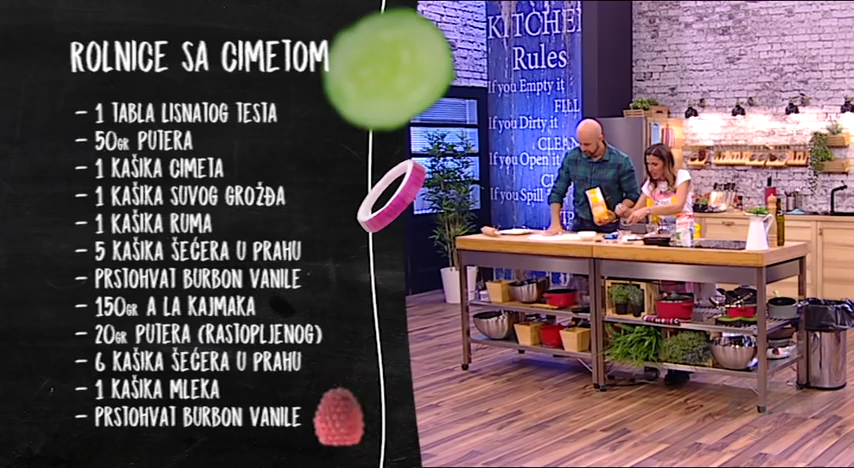 ROLNICE SA CIMETOM
- 1 TABLA LISNATOG TESTA
- 50GR PUTERA
- 1 KAŠIKA CIMETA
- 1 KAŠIKA SUVOG GROŽĐA
- 1 KAŠIKA RUMA
- 5 KAŠIKA ŠEĆERA U PRAHU
- PRSTOHVAT BURBON VANILE
- 150GR A LA KAJMAKA
- 20GR PUTERA (RASTOPLJENOG)
- 6 KAŠIKA ŠEĆERA U PRAHU
- 1 KAŠIKA MLEKA
- PRSTOHVAT BURBON VANILE
KITCHEN
Rules
If you Empty it
FILL
If you Dirty it
CLEAN
If you Open it
If you Spill